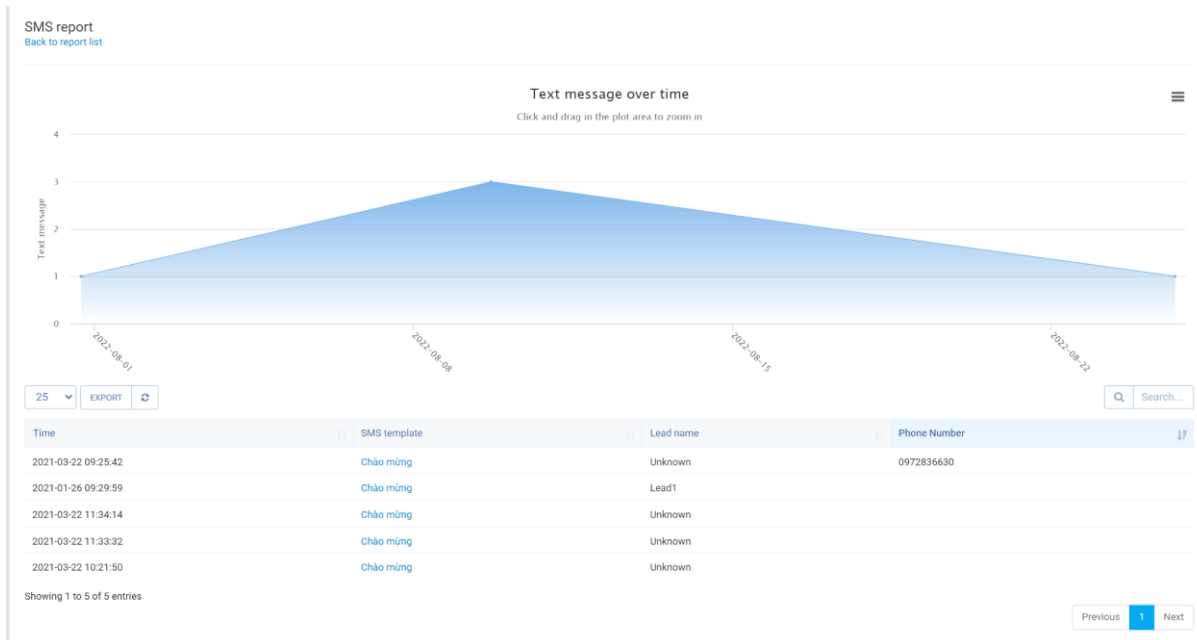 SMS report
Back to report list
Text message over time
Click and drag in the plot area to zoom in
4
3
2
1
0
Text message
2022-08-01
2022-08-08
2022-08-15
2022-08-22
25 EXPORT Search...
Time SMS template Lead name Phone Number
2021-03-22 09:25:42 Chào mừng Unknown 0972836630
2021-01-26 09:29:59 Chào mừng Lead1
2021-03-22 11:34:14 Chào mừng Unknown
2021-03-22 11:33:32 Chào mừng Unknown
2021-03-22 10:21:50 Chào mừng Unknown
Showing 1 to 5 of 5 entries
Previous 1 Next